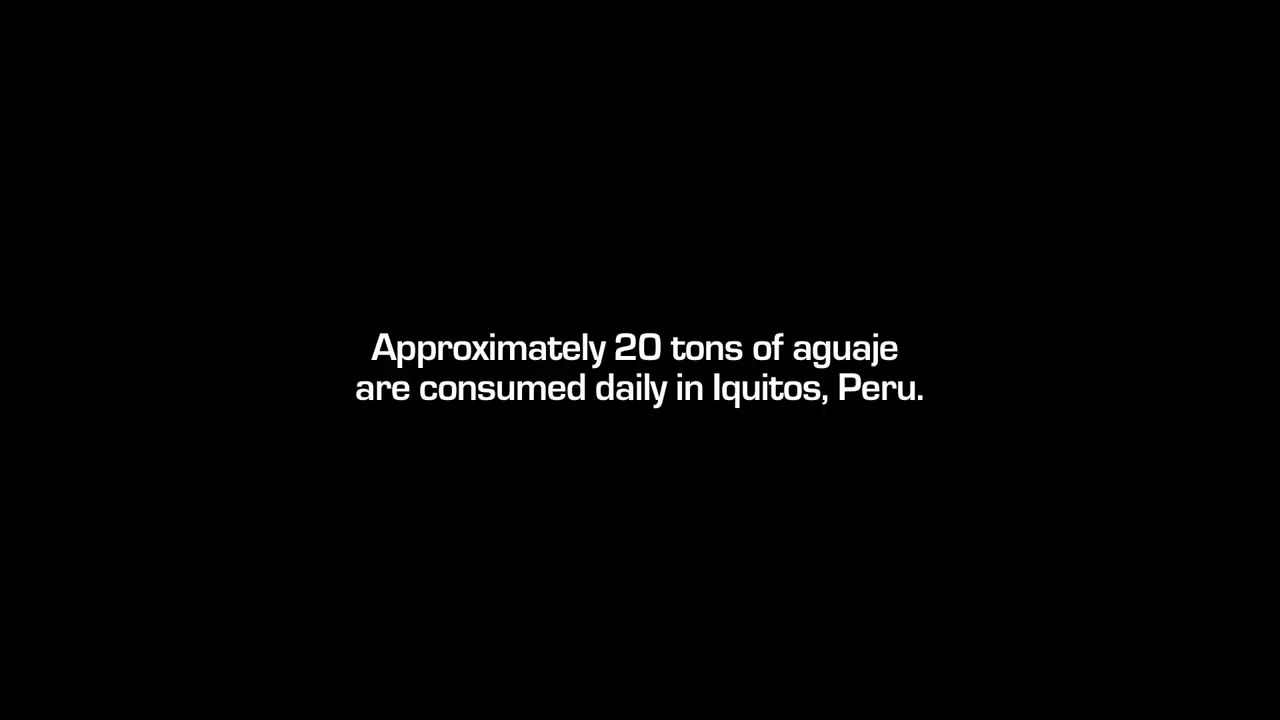 Approximately 20 tons of aguaje
are consumed daily in Iquitos, Peru.